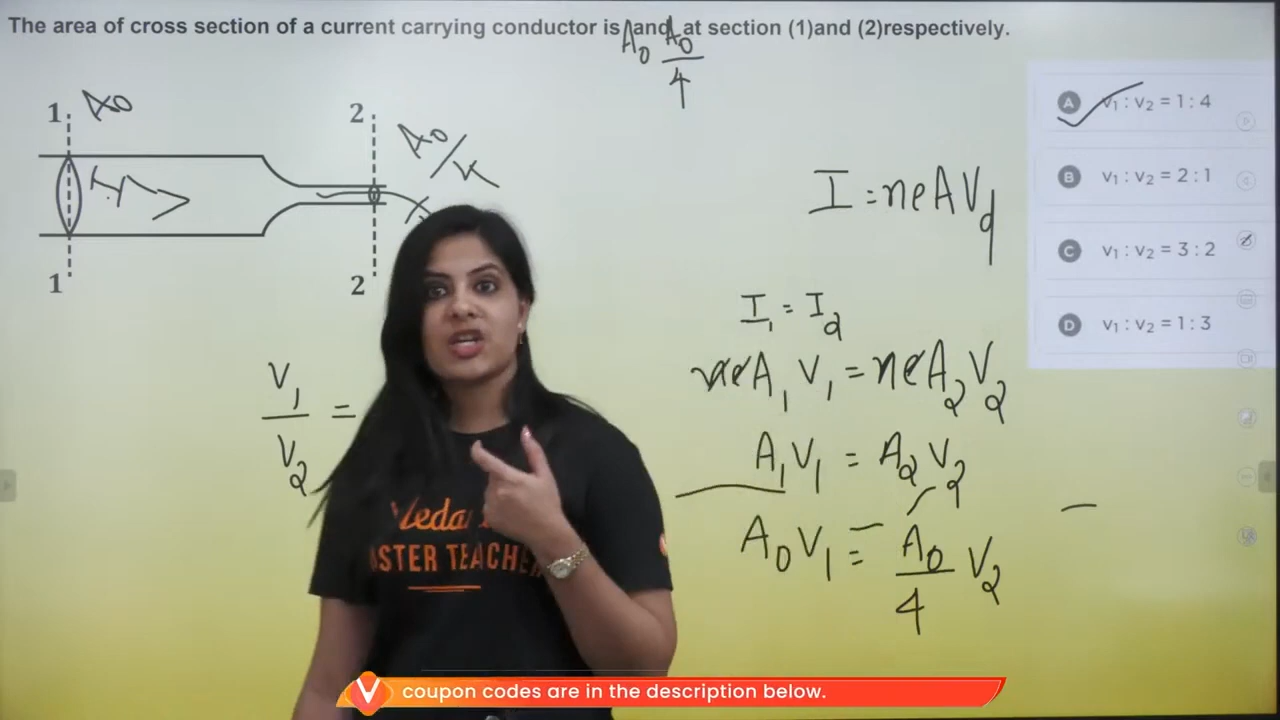 The area of cross section of a current carrying conductor is A₀ and A₀/4 at section (1)and (2)respectively.
1 A₀
2
A₀/4
1
2
I = neAV_d
I₁ = I₂
neA₁V₁ = neA₂V₂
A₁V₁ = A₂V₂
A₀V₁ = A₀/4 V₂
V₁/V₂ =
A v₁ : v₂ = 1 : 4
B v₁ : v₂ = 2 : 1
C v₁ : v₂ = 3 : 2
D v₁ : v₂ = 1 : 3
STER TEACHE
V coupon codes are in the description below.